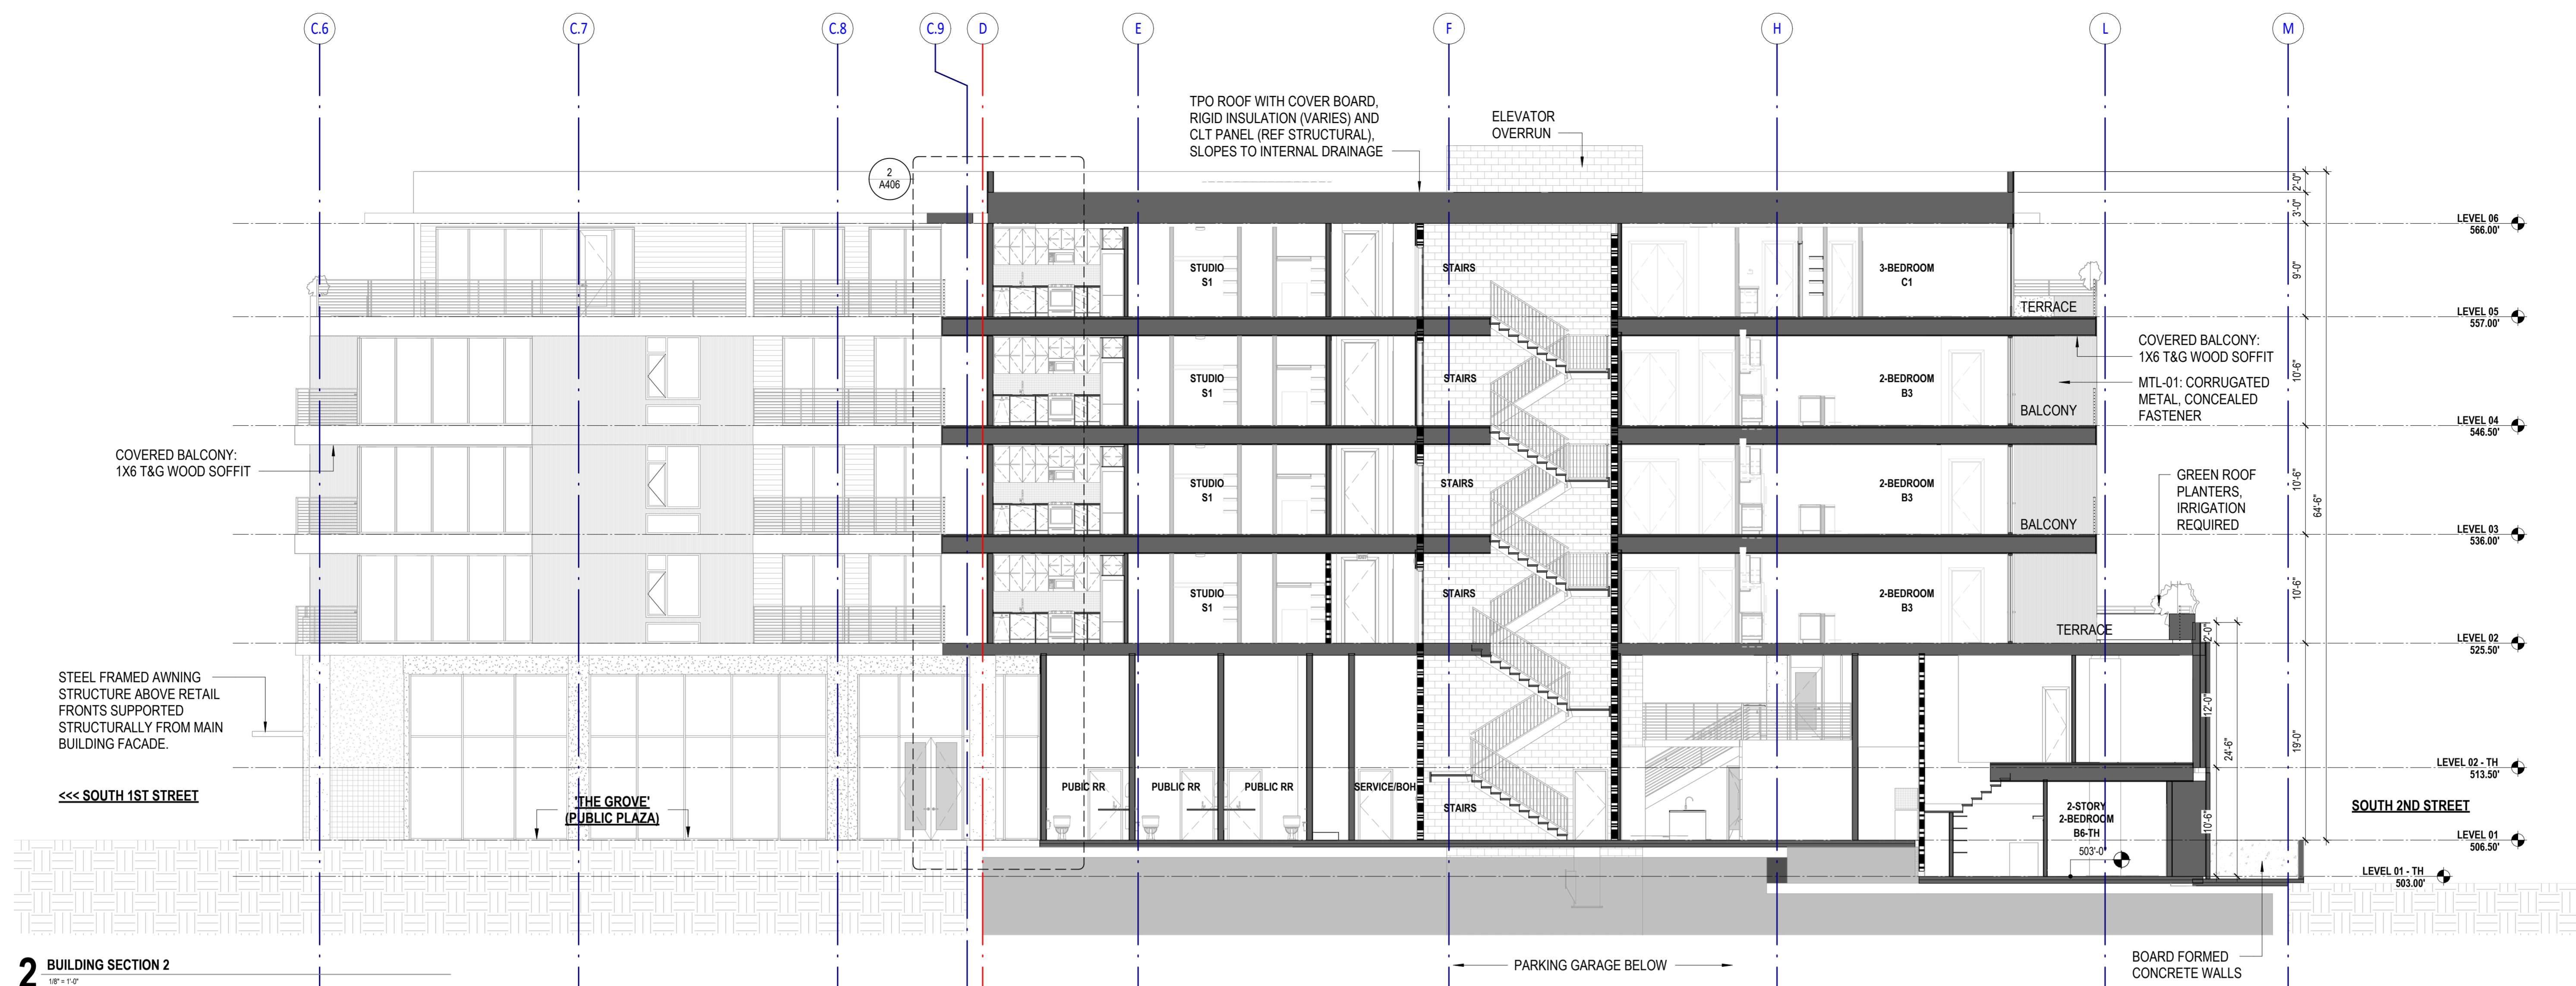 C.6
C.7
C.8
C.9
D
E
F
H
L
M
TPO ROOF WITH COVER BOARD,
RIGID INSULATION (VARIES) AND
CLT PANEL (REF STRUCTURAL),
SLOPES TO INTERNAL DRAINAGE
ELEVATOR
OVERRUN
2
A406
2'-0"
3'-0"
LEVEL 06
566.00'
9'-0"
STUDIO
S1
STAIRS
3-BEDROOM
C1
TERRACE
LEVEL 05
557.00'
COVERED BALCONY:
1X6 T&G WOOD SOFFIT
MTL-01: CORRUGATED
METAL, CONCEALED
FASTENER
10'-6"
STUDIO
S1
STAIRS
2-BEDROOM
B3
BALCONY
LEVEL 04
546.50'
COVERED BALCONY:
1X6 T&G WOOD SOFFIT
10'-6"
STUDIO
S1
STAIRS
2-BEDROOM
B3
BALCONY
GREEN ROOF
PLANTERS,
IRRIGATION
REQUIRED
64'-6"
LEVEL 03
536.00'
10'-6"
STUDIO
S1
STAIRS
2-BEDROOM
B3
TERRACE
2'-0"
LEVEL 02
525.50'
STEEL FRAMED AWNING
STRUCTURE ABOVE RETAIL
FRONTS SUPPORTED
STRUCTURALLY FROM MAIN
BUILDING FACADE.
12'-0"
24'-6"
19'-0"
LEVEL 02 - TH
513.50'
<<< SOUTH 1ST STREET
'THE GROVE'
(PUBLIC PLAZA)
PUBIC RR
PUBLIC RR
PUBLIC RR
SERVICE/BOH
STAIRS
2-STORY
2-BEDROOM
B6-TH
503'-0"
10'-6"
SOUTH 2ND STREET
LEVEL 01
506.50'
LEVEL 01 - TH
503.00'
PARKING GARAGE BELOW
BOARD FORMED
CONCRETE WALLS
2
BUILDING SECTION 2
1/8" = 1'-0"